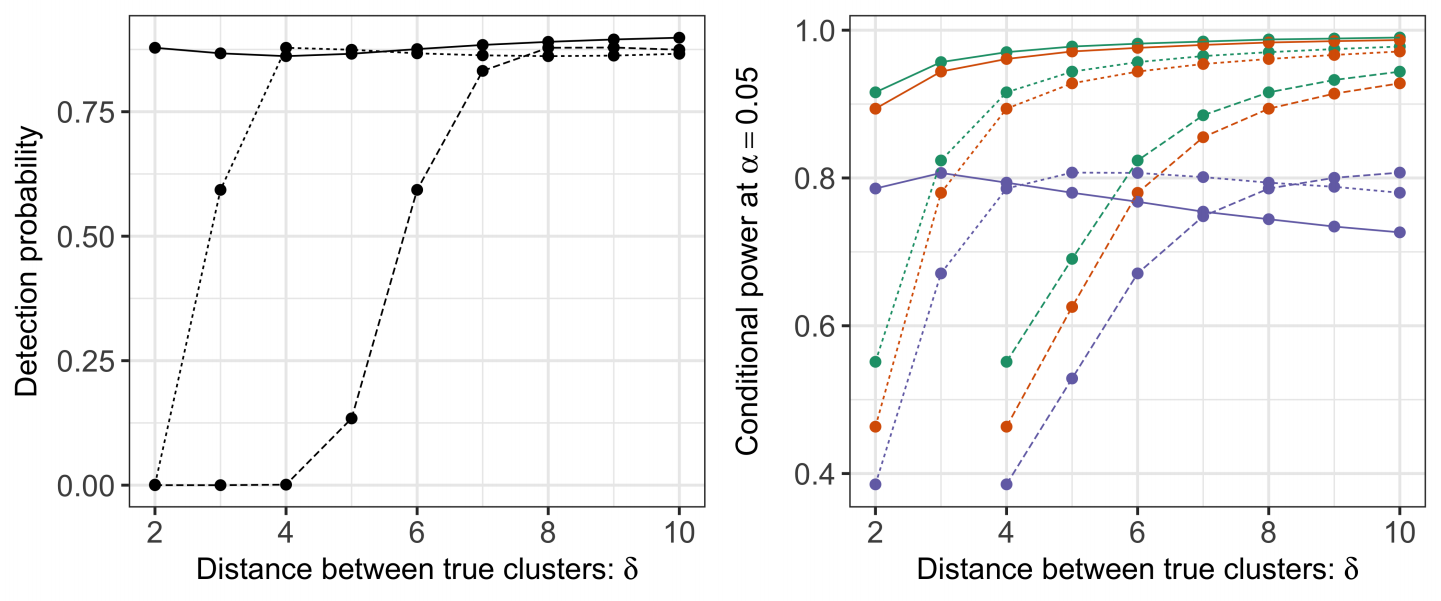 Detection probability
0.75
0.50
0.25
0.00
2 4 6 8 10
Distance between true clusters: δ
Conditional power at α = 0.05
1.0
0.8
0.6
0.4
2 4 6 8 10
Distance between true clusters: δ